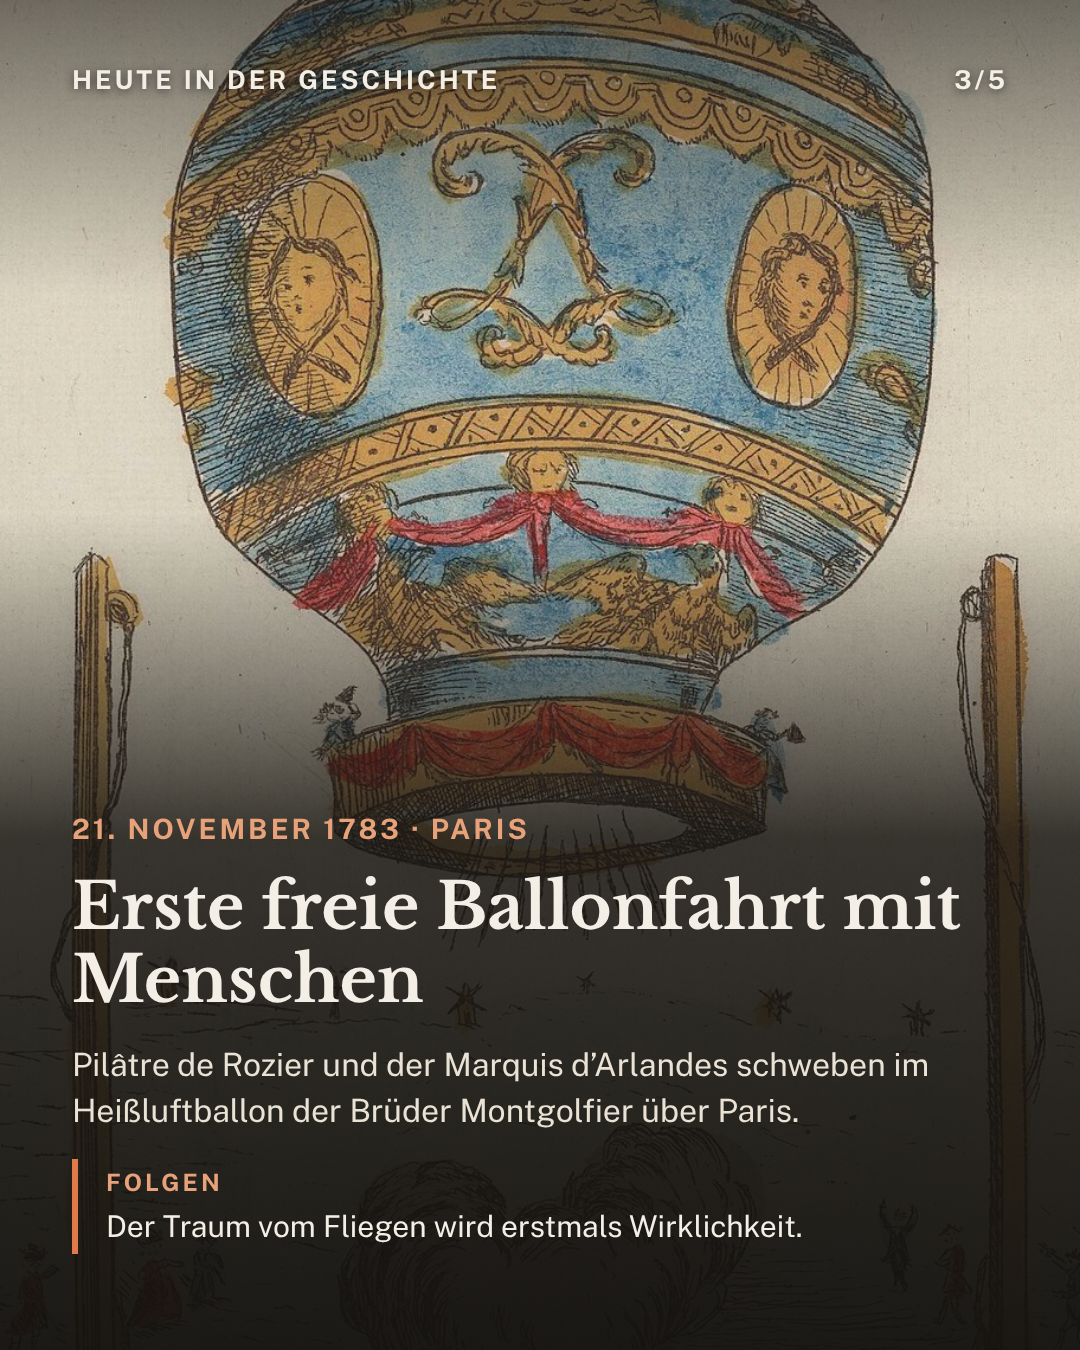 HEUTE IN DER GESCHICHTE
3/5
21. NOVEMBER 1783 · PARIS
Erste freie Ballonfahrt mit
Menschen
Pilâtre de Rozier und der Marquis d’Arlandes schweben im
Heißluftballon der Brüder Montgolfier über Paris.
FOLGEN
Der Traum vom Fliegen wird erstmals Wirklichkeit.